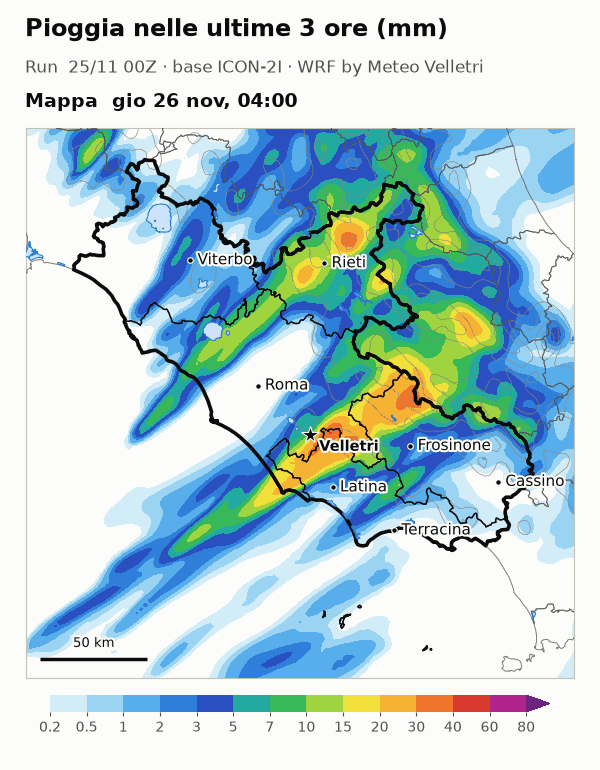 Pioggia nelle ultime 3 ore (mm)
Run  25/11 00Z · base ICON-2I · WRF by Meteo Velletri
Mappa  gio 26 nov, 04:00
Viterbo
Rieti
Roma
Velletri
Frosinone
Latina
Cassino
Terracina
50 km
0.2 0.5 1 2 3 5 7 10 15 20 30 40 60 80